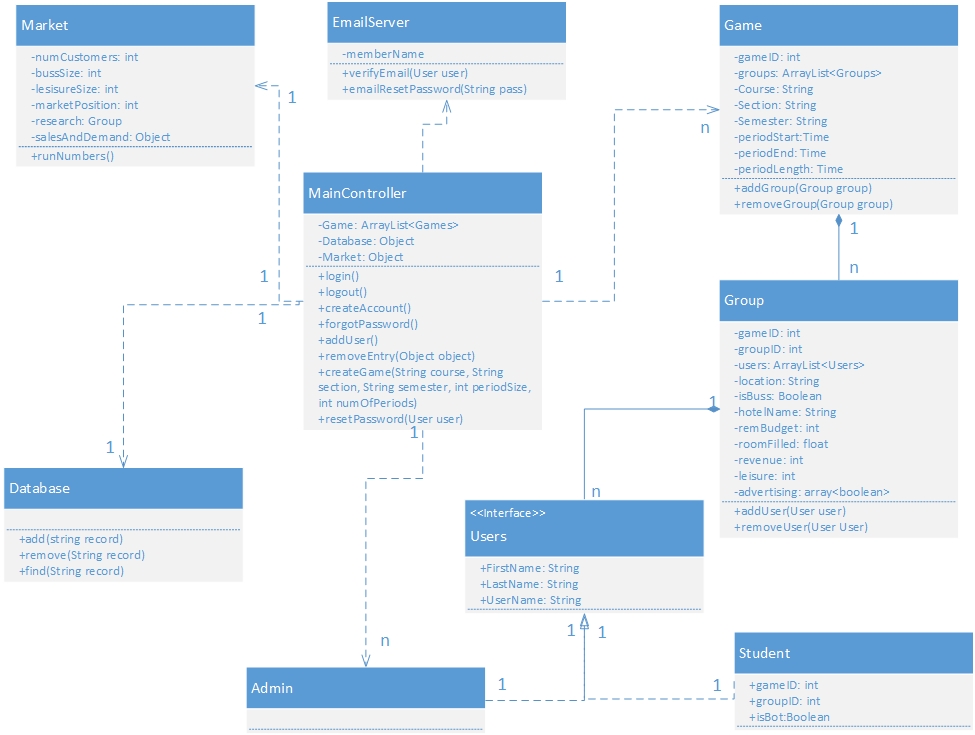 Market
-numCustomers: int
-bussSize: int
-lesisureSize: int
-marketPosition: int
-research: Group
-salesAndDemand: Object
+runNumbers()
EmailServer
-memberName
+verifyEmail(User user)
+emailResetPassword(String pass)
Game
-gameID: int
-groups: ArrayList<Groups>
-Course: String
-Section: String
-Semester: String
-periodStart:Time
-periodEnd: Time
-periodLength: Time
+addGroup(Group group)
+removeGroup(Group group)
1
n
MainController
-Game: ArrayList<Games>
-Database: Object
-Market: Object
+login()
+logout()
+createAccount()
+forgotPassword()
+addUser()
+removeEntry(Object object)
+createGame(String course, String
section, String semester, int periodSize,
int numOfPeriods)
+resetPassword(User user)
1
1
1
1
n
1
n
Group
-gameID: int
-groupID: int
-users: ArrayList<Users>
-location: String
-isBuss: Boolean
-hotelName: String
-remBudget: int
-roomFilled: float
-revenue: int
-leisure: int
-advertising: array<boolean>
+addUser(User user)
+removeUser(User User)
1
n
1
Database
+add(string record)
+remove(String record)
+find(String record)
<<Interface>>
Users
+FirstName: String
+LastName: String
+UserName: String
1 1
n
Admin
1
1
Student
+gameID: int
+groupID: int
+isBot:Boolean